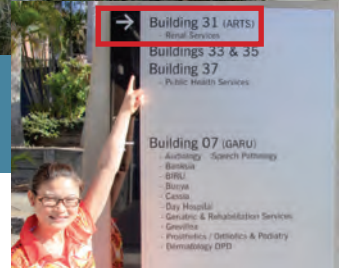 Building 31 (ARTS)
- Renal Services
Buildings 33 & 35
Building 37
- Public Health Services
Building 07 (GARU)
- Audiology - Speech Pathology
- Banksia
- BIRU
- Bunya
- Cassia
- Day Hospital
- Geriatric & Rehabilitation Services
- Grevillea
- Prosthetics / Orthotics & Podiatry
- Dermatology OPD